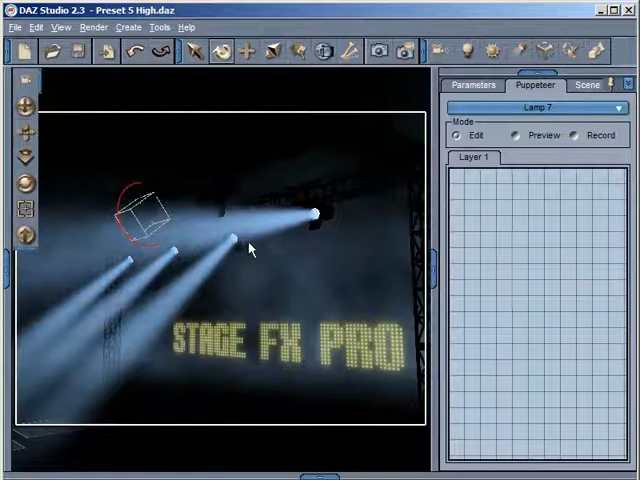 DAZ Studio 2.3 - Preset 5 High.daz
File Edit View Render Create Tools Help
Parameters Puppeteer Scene
Lamp 7
Mode
Edit Preview Record
Layer 1
STAGE FX PRO